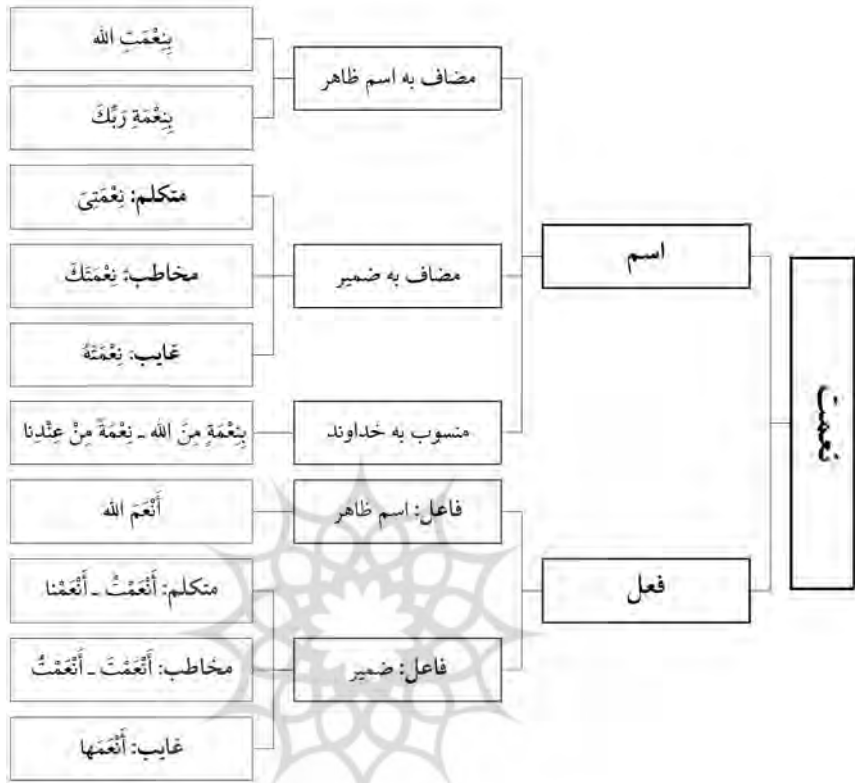 نعمت
اسم
مضاف به اسم ظاهر
بِنِعْمَتِ الله
بِنِعْمَةِ رَبِّكَ
مضاف به ضمیر
متکلم: نِعْمَتِیَ
مخاطب: نِعْمَتَكَ
غایب: نِعْمَتَهُ
منسوب به خداوند
بِنِعْمَةٍ مِنَ الله ـ نِعْمَةً مِنْ عِنْدِنا
فعل
فاعل: اسم ظاهر
أَنْعَمَ الله
فاعل: ضمیر
متکلم: أَنْعَمْتُ ـ أَنْعَمْنا
مخاطب: أَنْعَمْتَ ـ أَنْعَمْتُ
غایب: أَنْعَمَها